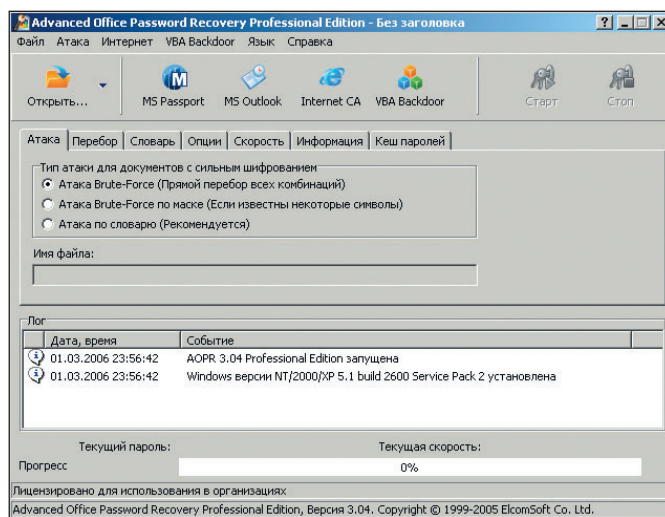 Advanced Office Password Recovery Professional Edition - Без заголовка
Файл Атака Интернет VBA Backdoor Язык Справка
Открыть... MS Passport MS Outlook Internet CA VBA Backdoor Старт Стоп
Атака Перебор Словарь Опции Скорость Информация Кеш паролей
Тип атаки для документов с сильным шифрованием
Атака Brute-Force (Прямой перебор всех комбинаций)
Атака Brute-Force по маске (Если известны некоторые символы)
Атака по словарю (Рекомендуется)
Имя файла:
Лог
Дата, время Событие
01.03.2006 23:56:42 AOPR 3.04 Professional Edition запущена
01.03.2006 23:56:42 Windows версии NT/2000/XP 5.1 build 2600 Service Pack 2 установлена
Текущий пароль: Текущая скорость:
Прогресс 0%
Лицензировано для использования в организациях
Advanced Office Password Recovery Professional Edition, Версия 3.04. Copyright © 1999-2005 ElcomSoft Co. Ltd.